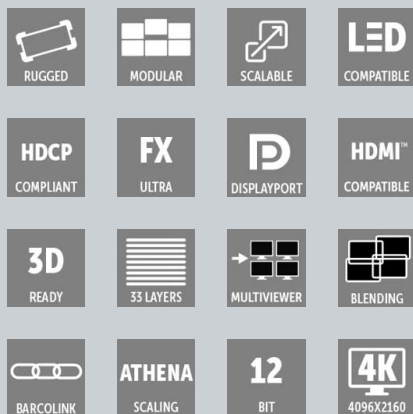 RUGGED
MODULAR
SCALABLE
LED
COMPATIBLE
HDCP
COMPLIANT
FX
ULTRA
DISPLAYPORT
HDMI™
COMPATIBLE
3D
READY
33 LAYERS
MULTIVIEWER
BLENDING
BARCOLINK
ATHENA
SCALING
12
BIT
4K
4096X2160